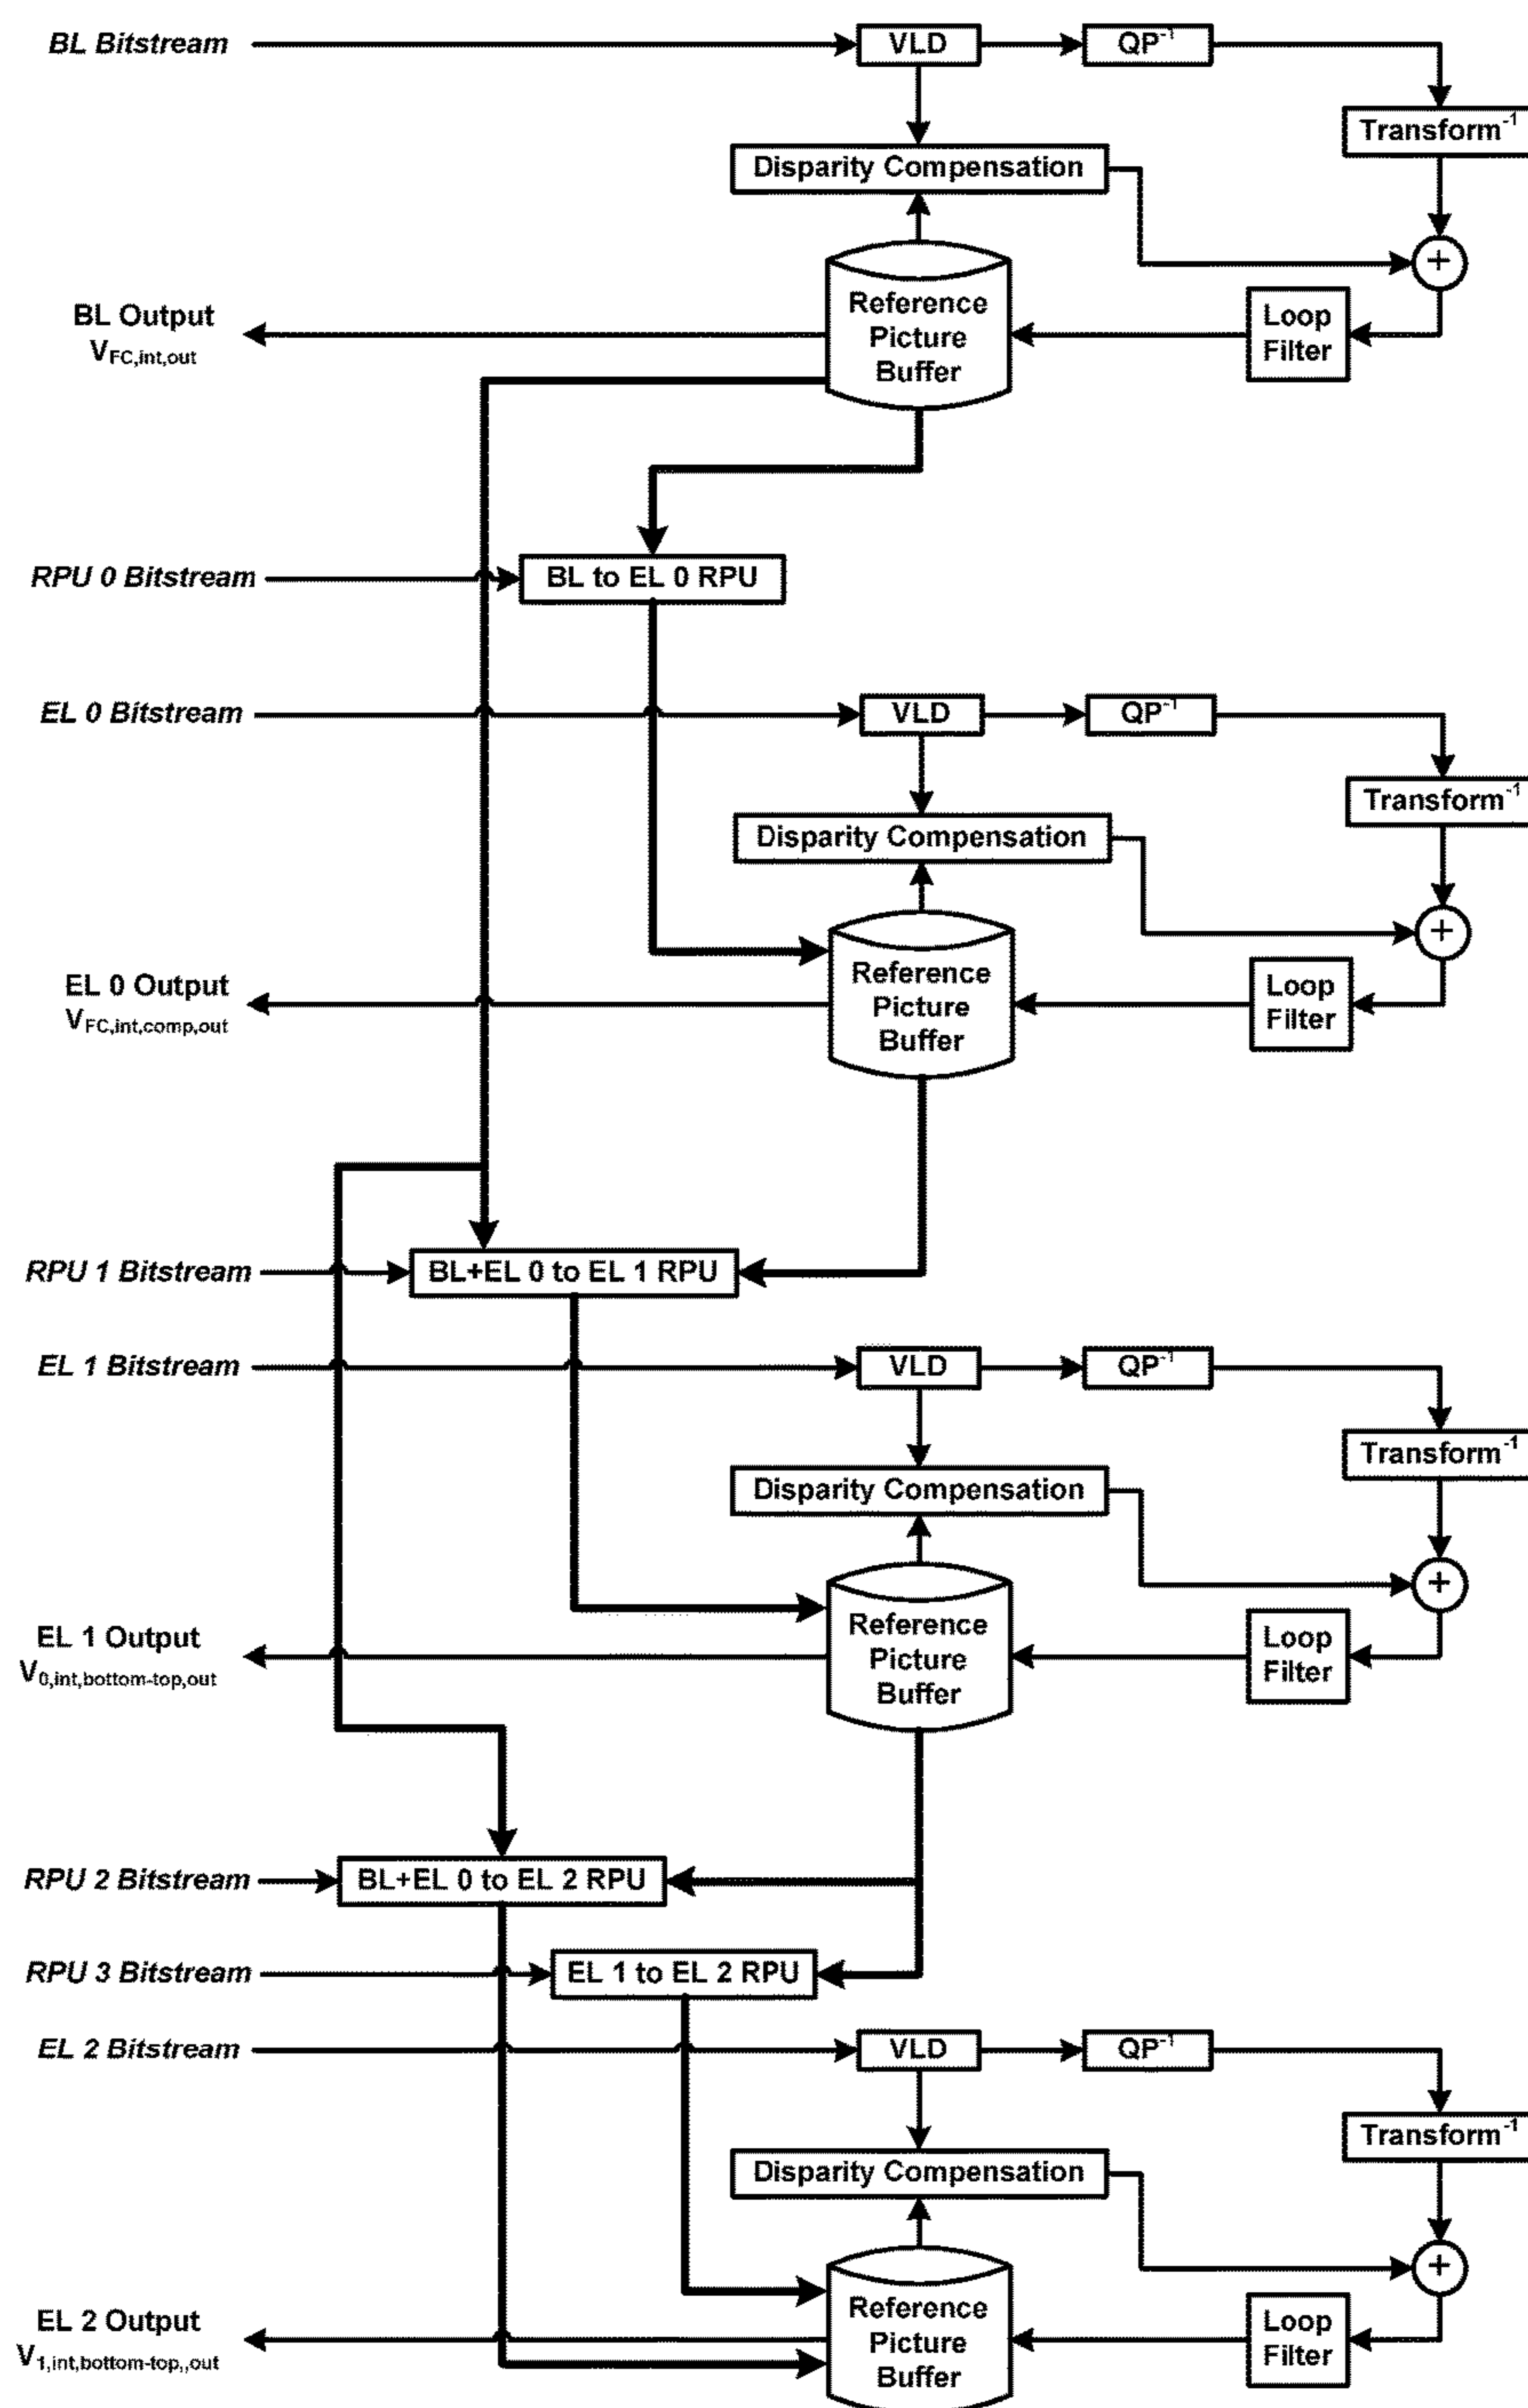 BL Bitstream
VLD
QP⁻¹
Transform⁻¹
Disparity Compensation
+
BL Output
V_FC,int,out
Reference
Picture
Buffer
Loop
Filter
RPU 0 Bitstream
BL to EL 0 RPU
EL 0 Bitstream
VLD
QP⁻¹
Transform⁻¹
Disparity Compensation
+
EL 0 Output
V_FC,int,comp,out
Reference
Picture
Buffer
Loop
Filter
RPU 1 Bitstream
BL+EL 0 to EL 1 RPU
EL 1 Bitstream
VLD
QP⁻¹
Transform⁻¹
Disparity Compensation
+
EL 1 Output
V_0,int,bottom-top,out
Reference
Picture
Buffer
Loop
Filter
RPU 2 Bitstream
BL+EL 0 to EL 2 RPU
RPU 3 Bitstream
EL 1 to EL 2 RPU
EL 2 Bitstream
VLD
QP⁻¹
Transform⁻¹
Disparity Compensation
+
EL 2 Output
V_1,int,bottom-top,,out
Reference
Picture
Buffer
Loop
Filter